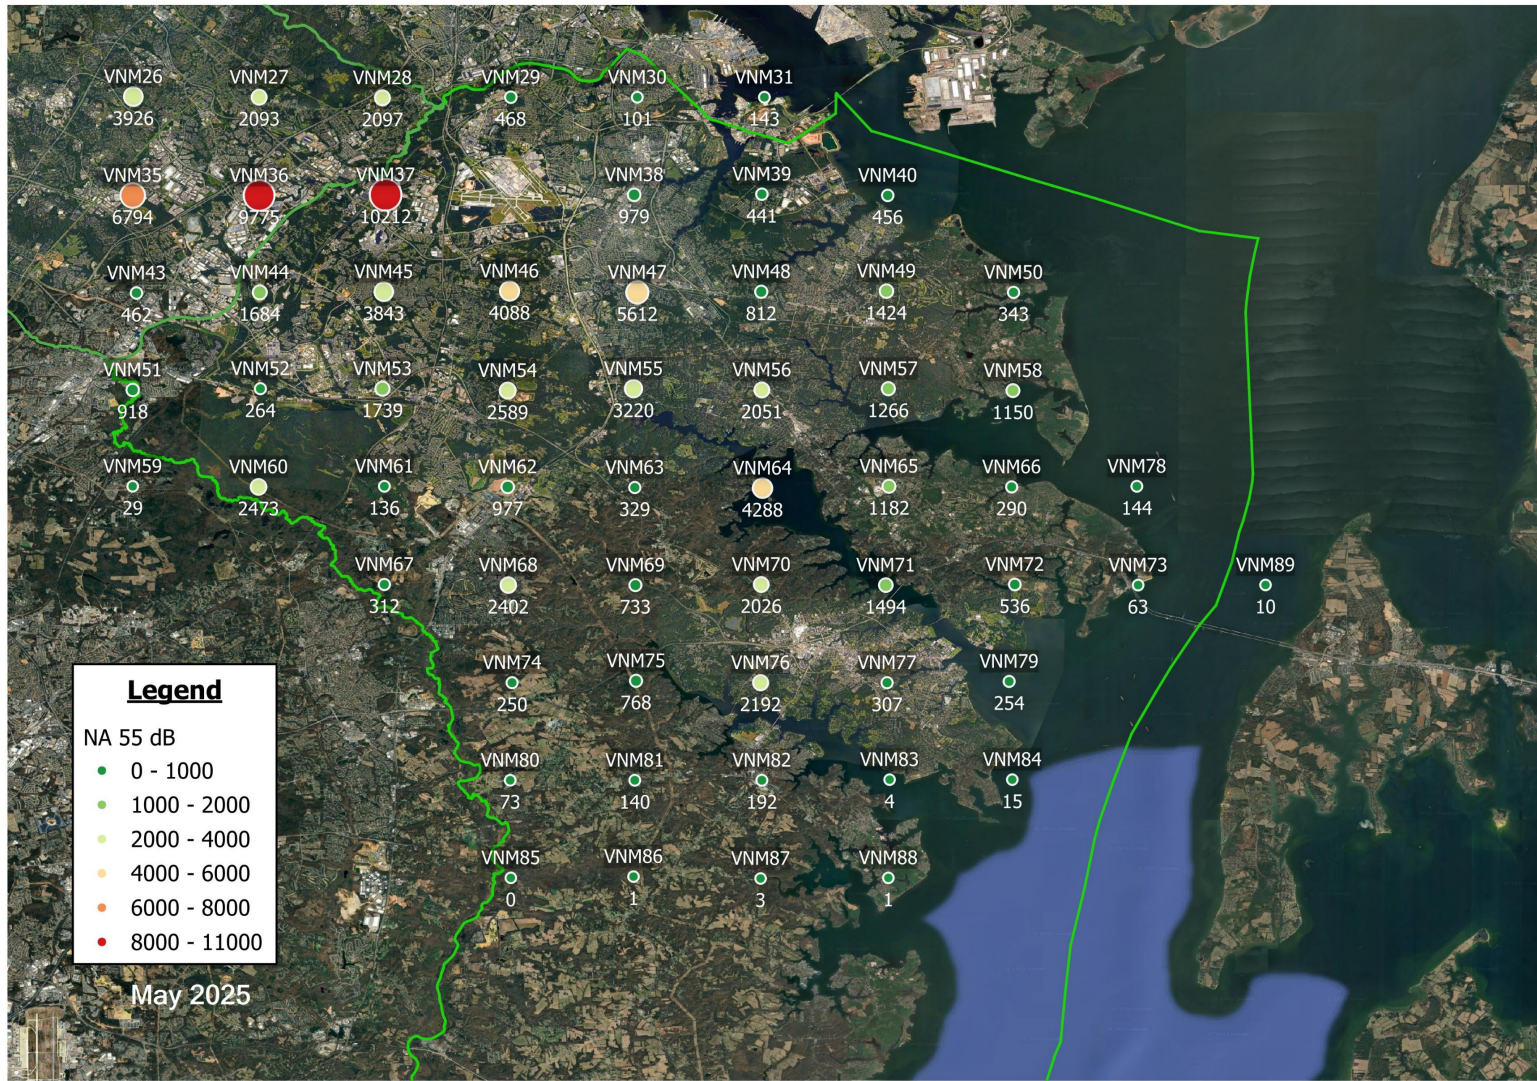 VNM26 VNM27 VNM28 VNM29 VNM30 VNM31
3926 2093 2097 468 101 143
VNM35 VNM36 VNM37 VNM38 VNM39 VNM40
6794 9775 10212 979 441 456
VNM43 VNM44 VNM45 VNM46 VNM47 VNM48 VNM49 VNM50
462 1684 3843 4088 5612 812 1424 343
VNM51 VNM52 VNM53 VNM54 VNM55 VNM56 VNM57 VNM58
918 264 1739 2589 3220 2051 1266 1150
VNM59 VNM60 VNM61 VNM62 VNM63 VNM64 VNM65 VNM66 VNM78
29 2473 136 977 329 4288 1182 290 144
VNM67 VNM68 VNM69 VNM70 VNM71 VNM72 VNM73 VNM89
312 2402 733 2026 1494 536 63 10
VNM74 VNM75 VNM76 VNM77 VNM79
250 768 2192 307 254
VNM80 VNM81 VNM82 VNM83 VNM84
73 140 192 4 15
VNM85 VNM86 VNM87 VNM88
0 1 3 1
Legend
NA 55 dB
0 - 1000
1000 - 2000
2000 - 4000
4000 - 6000
6000 - 8000
8000 - 11000
May 2025